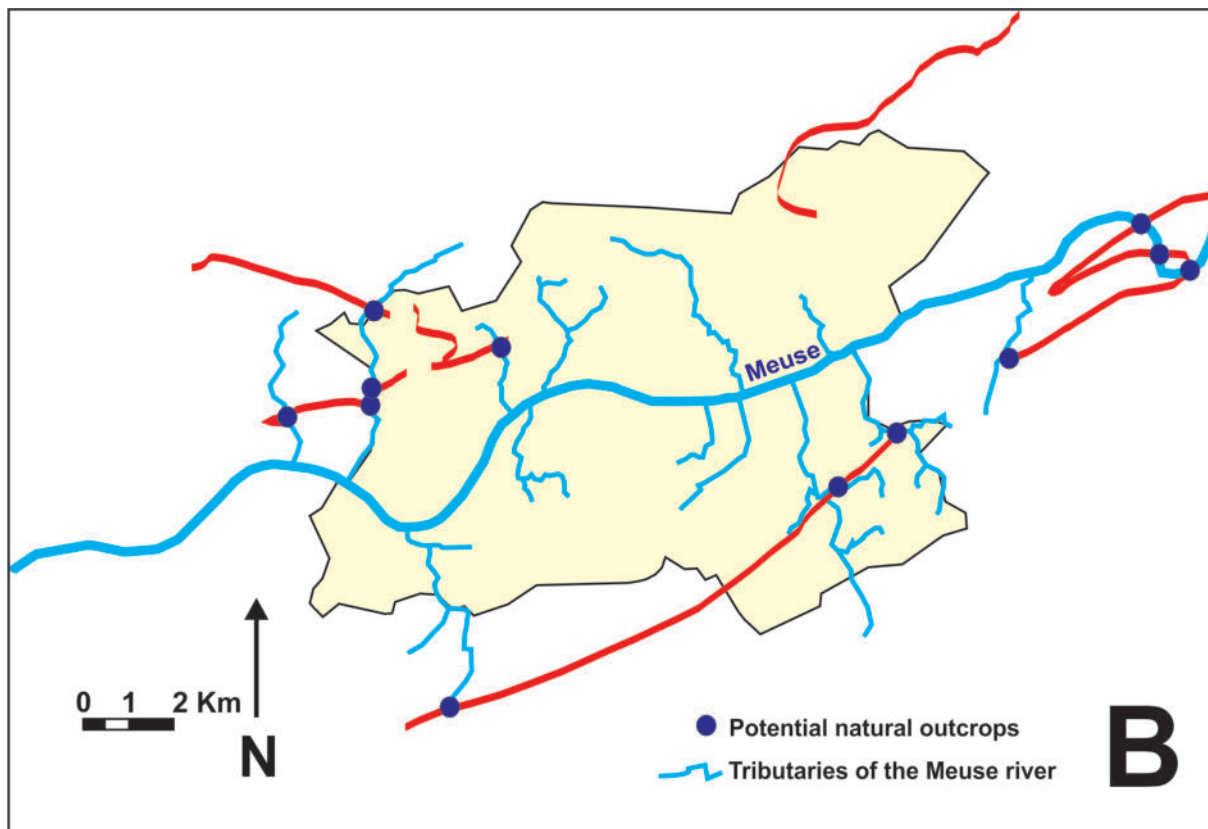 Meuse
0 1 2 Km
N
Potential natural outcrops
Tributaries of the Meuse river
B